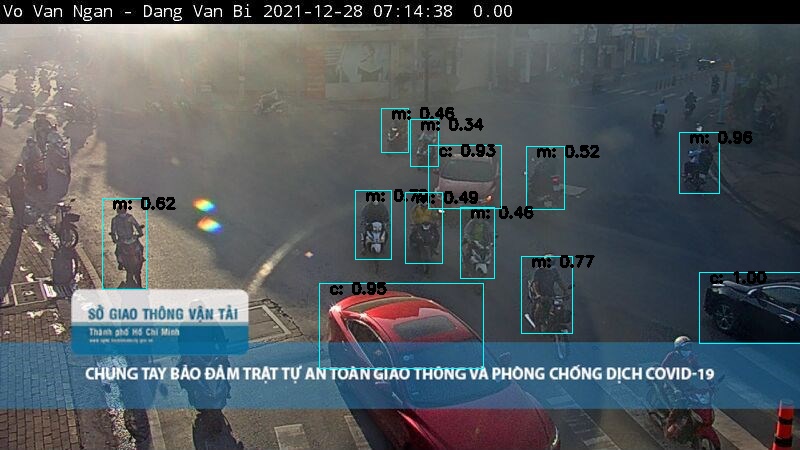 Vo Van Ngan - Dang Van Bi 2021-12-28 07:14:38 0.00
m: 0.46
m: 0.34
c: 0.93
m: 0.52
m: 0.96
m: 0.62
m: 0.49
m: 0.46
m: 0.77
c: 1.00
c: 0.95
SỞ GIAO THÔNG VẬN TẢI
Thành phố Hồ Chí Minh
CHUNG TAY BẢO ĐẢM TRẬT TỰ AN TOÀN GIAO THÔNG VÀ PHÒNG CHỐNG DỊCH COVID-19